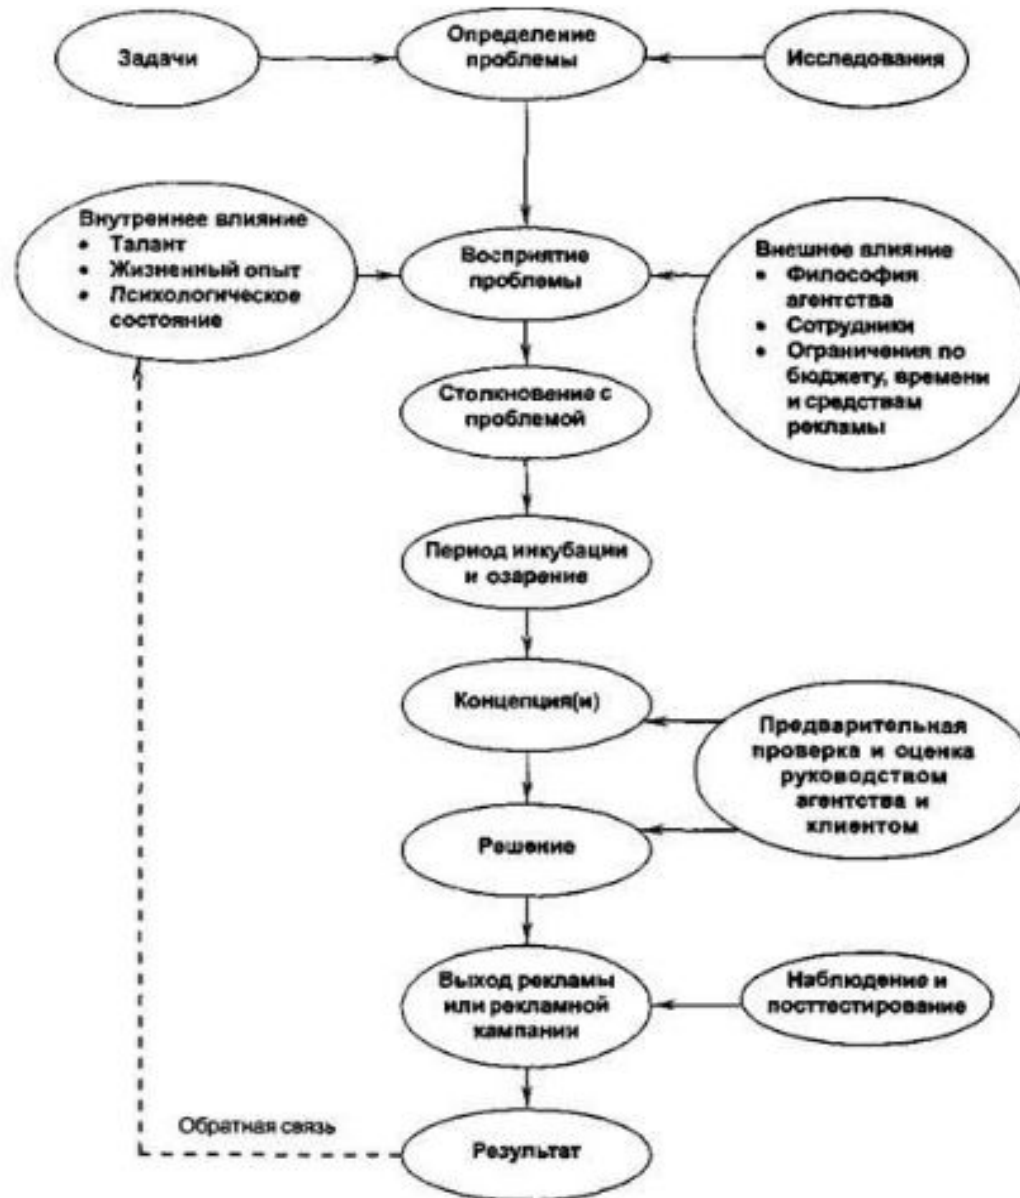 Задачи
Определение
проблемы
Исследования
Внутреннее влияние
• Талант
• Жизненный опыт
• Психологическое
состояние
Восприятие
проблемы
Внешнее влияние
• Философия
агентства
• Сотрудники
• Ограничения по
бюджету, времени
и средствам
рекламы
Столкновение с
проблемой
Период инкубации
и озарение
Концепция(и)
Предварительная
проверка и оценка
руководством
агентства и
клиентом
Решение
Выход рекламы
или рекламной
кампании
Наблюдение и
посттестирование
Обратная связь
Результат